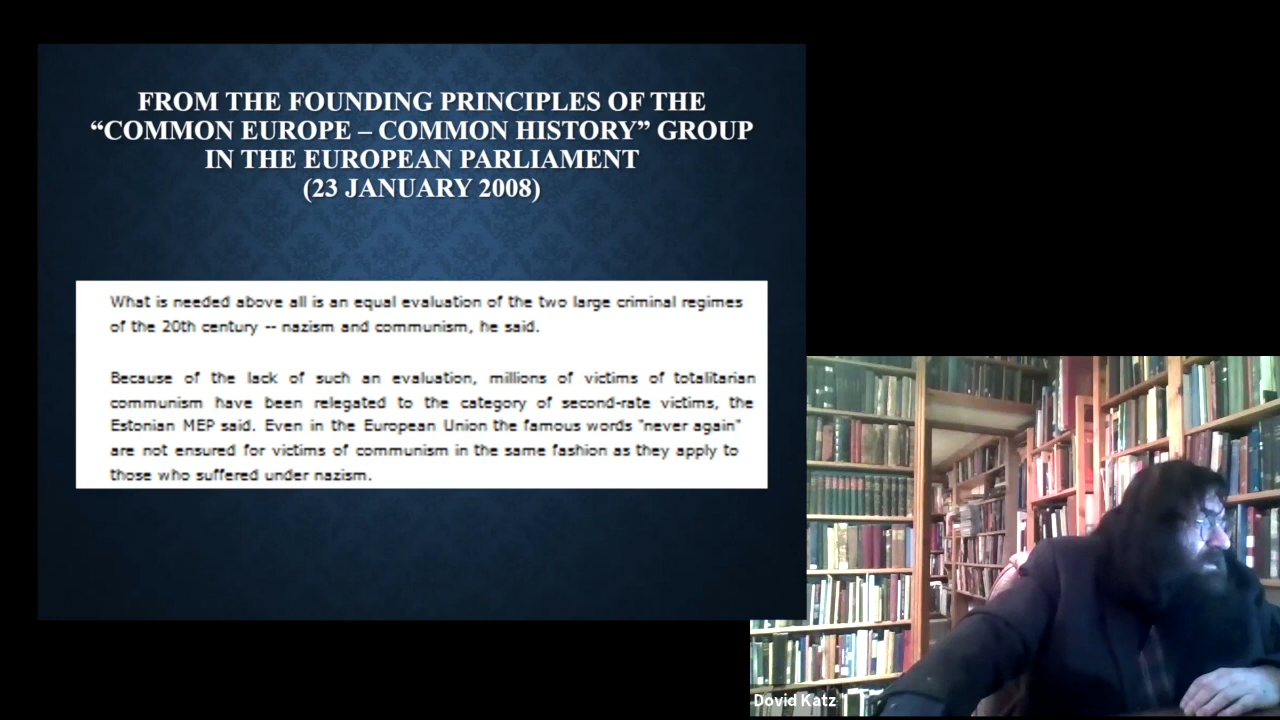 FROM THE FOUNDING PRINCIPLES OF THE
“COMMON EUROPE – COMMON HISTORY” GROUP
IN THE EUROPEAN PARLIAMENT
(23 JANUARY 2008)
What is needed above all is an equal evaluation of the two large criminal regimes
of the 20th century -- nazism and communism, he said.
Because of the lack of such an evaluation, millions of victims of totalitarian
communism have been relegated to the category of second-rate victims, the
Estonian MEP said. Even in the European Union the famous words "never again"
are not ensured for victims of communism in the same fashion as they apply to
those who suffered under nazism.
Dovid Katz